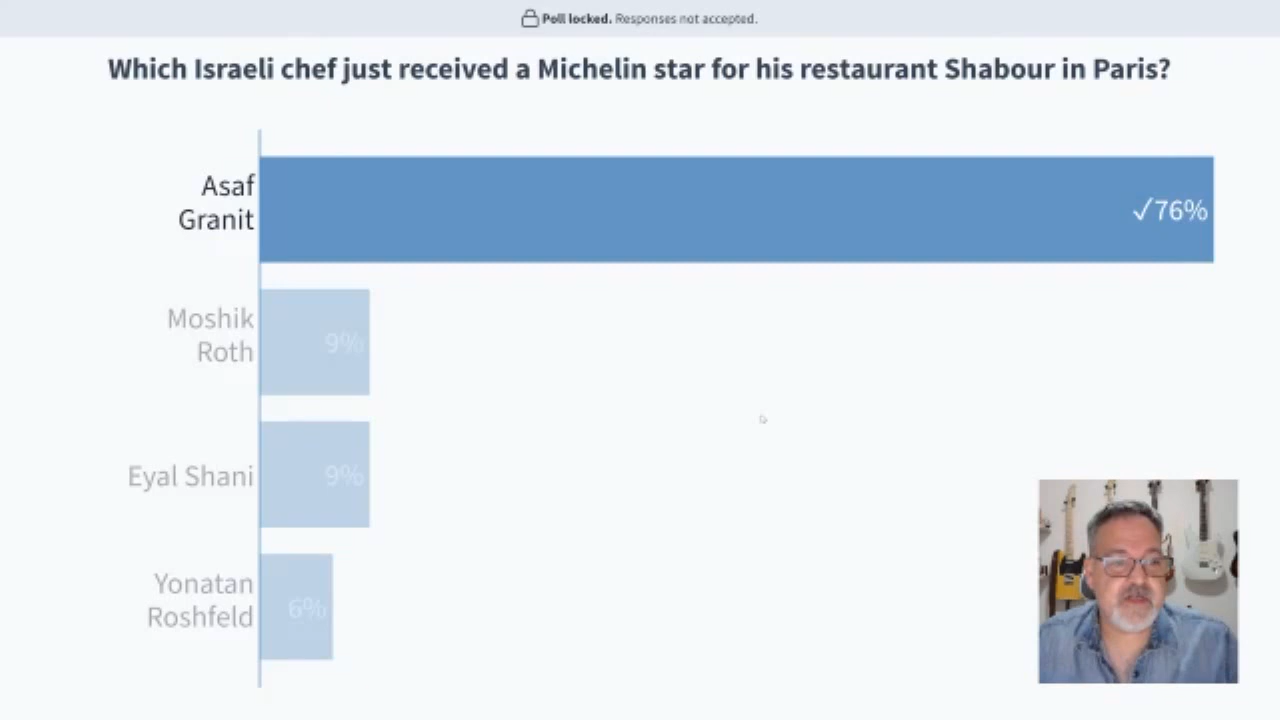 Poll locked. Responses not accepted.
Which Israeli chef just received a Michelin star for his restaurant Shabour in Paris?
Asaf
Granit
✓76%
Moshik
Roth
9%
Eyal Shani
9%
Yonatan
Roshfeld
6%